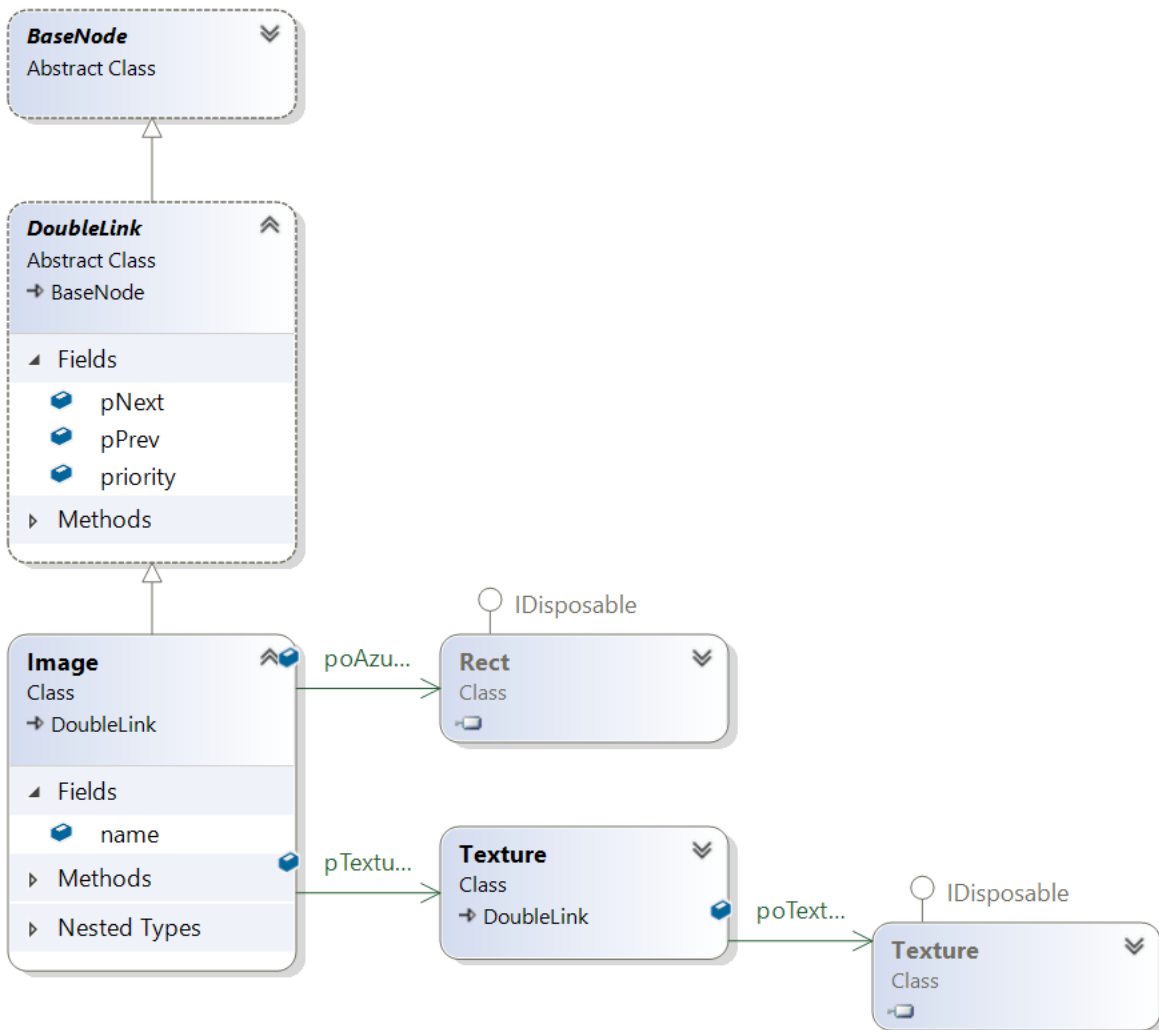 BaseNode
Abstract Class
DoubleLink
Abstract Class
BaseNode
Fields
pNext
pPrev
priority
Methods
Image
Class
DoubleLink
Fields
name
Methods
Nested Types
poAzu...
IDisposable
Rect
Class
pTextu...
Texture
Class
DoubleLink
poText...
IDisposable
Texture
Class